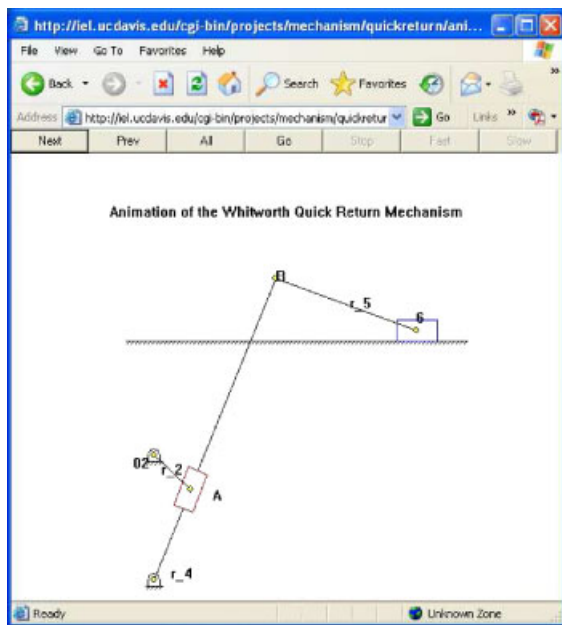 http://iel.ucdavis.edu/cgi-bin/projects/mechanism/quickreturn/ani...
File View Go To Favorites Help
Back Search Favorites »
Address http://iel.ucdavis.edu/cgi-bin/projects/mechanism/quickretur Go Links »
Next Prev All Go Stop Fast Slow
Animation of the Whitworth Quick Return Mechanism
B
r_5
6
02
r_2
A
r_4
Ready Unknown Zone